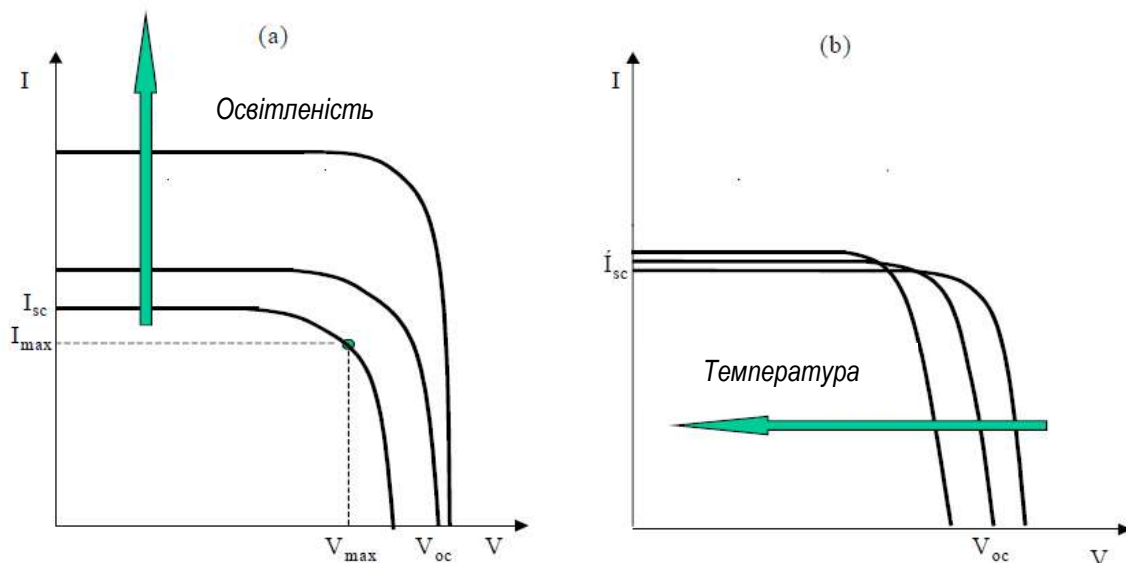 (a)
I
Освітленість
I_sc
I_max
V_max
V_oc
V
(b)
I
Í_sc
Температура
V_oc
V